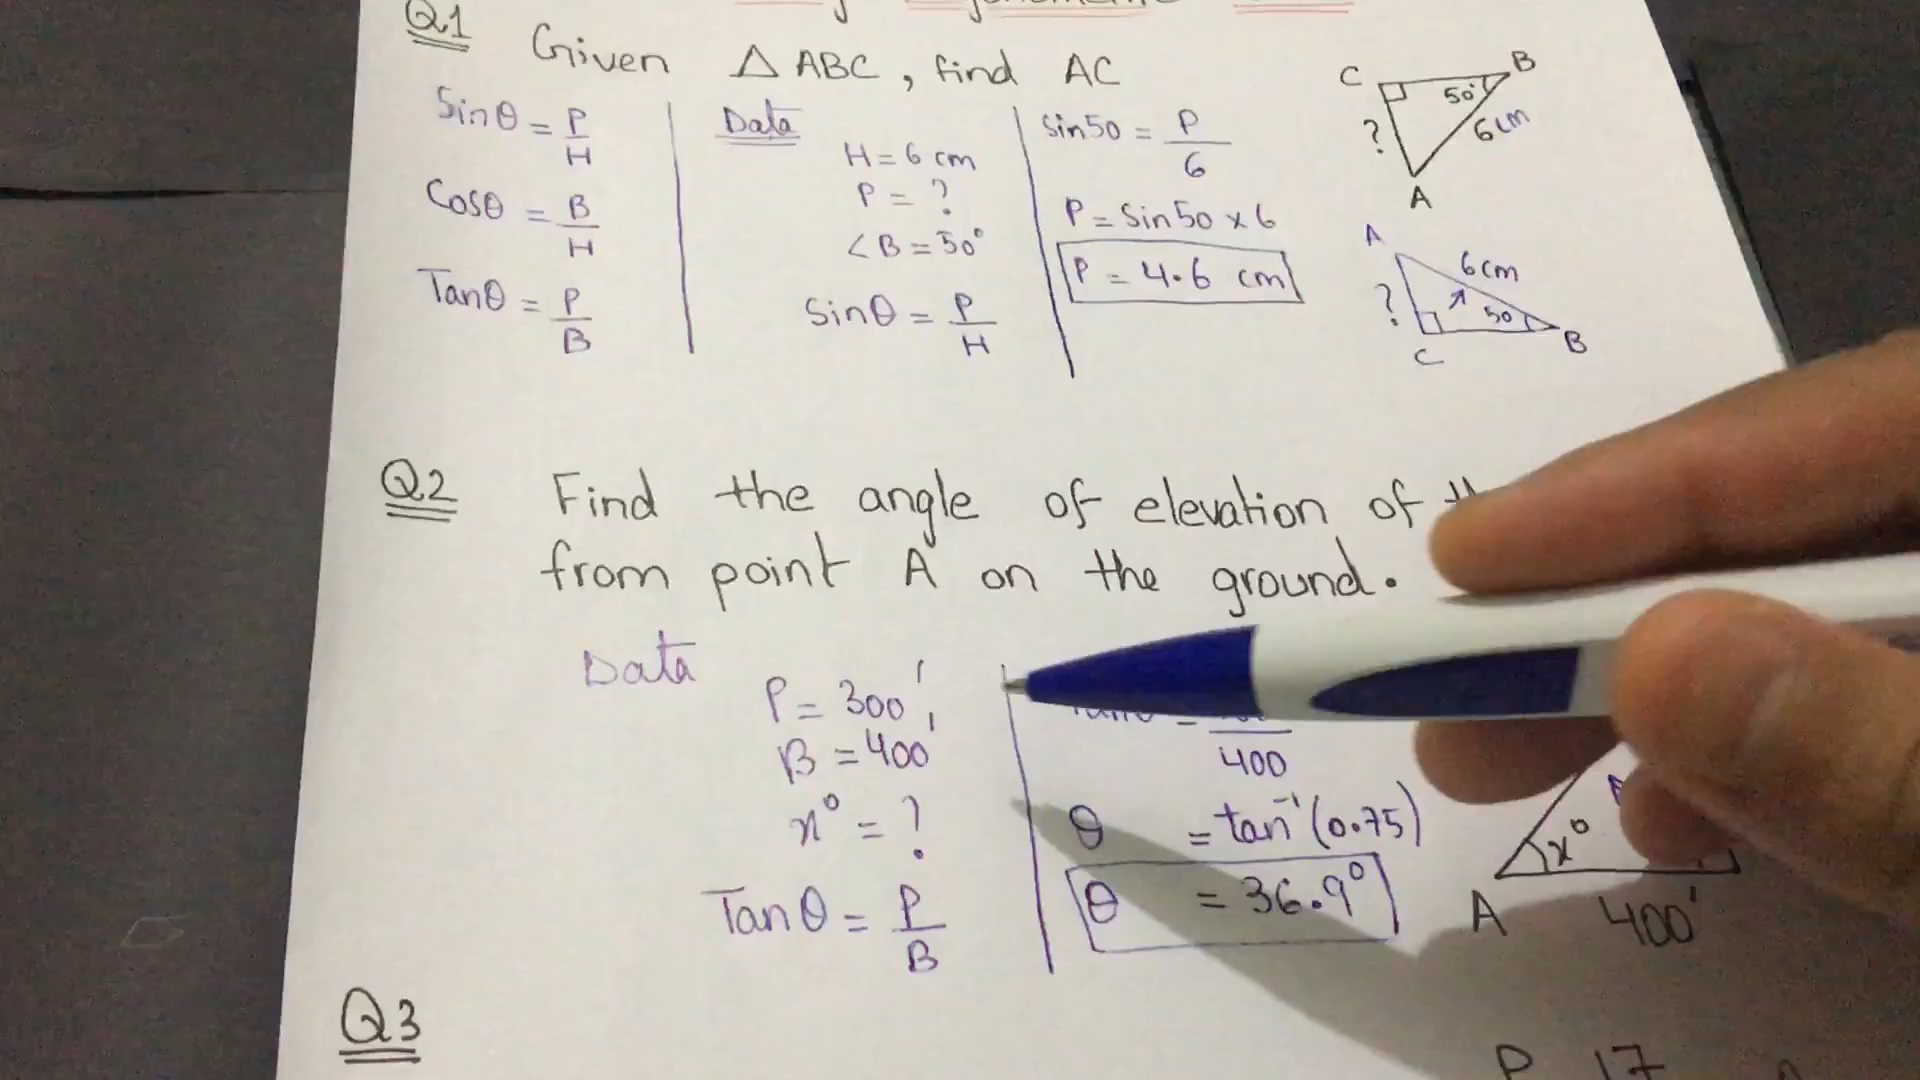 Q1 Given △ABC, find AC
Sinθ = P/H
Cosθ = B/H
Tanθ = P/B
Data
H = 6 cm
P = ?
<B = 50°
Sinθ = P/H
Sin50 = P/6
P = Sin50 × 6
P = 4.6 cm
C B
50°
6cm
?
A
A
6cm
?
50
C B
Q2 Find the angle of elevation of
from point A on the ground.
Data
P = 300'
B = 400'
x° = ?
Tanθ = P/B
400
θ = tan⁻¹(0.75)
θ = 36.9°
x°
A 400'
Q3
P 17